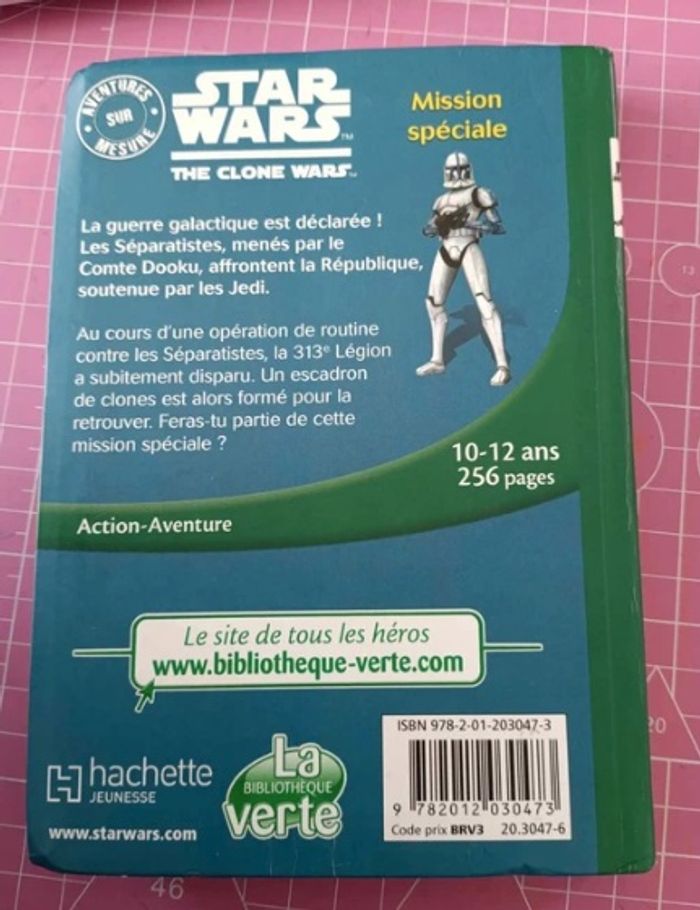 AVENTURES
SUR
MESURE
STAR
WARS™
THE CLONE WARS™
Mission
spéciale
La guerre galactique est déclarée !
Les Séparatistes, menés par le
Comte Dooku, affrontent la République,
soutenue par les Jedi.
Au cours d'une opération de routine
contre les Séparatistes, la 313e Légion
a subitement disparu. Un escadron
de clones est alors formé pour la
retrouver. Feras-tu partie de cette
mission spéciale ?
10-12 ans
256 pages
Action-Aventure
Le site de tous les héros
www.bibliotheque-verte.com
hachette
JEUNESSE
www.starwars.com
La
BIBLIOTHÈQUE
verte
ISBN 978-2-01-203047-3
9 782012 030473
Code prix BRV3 20.3047-6
46